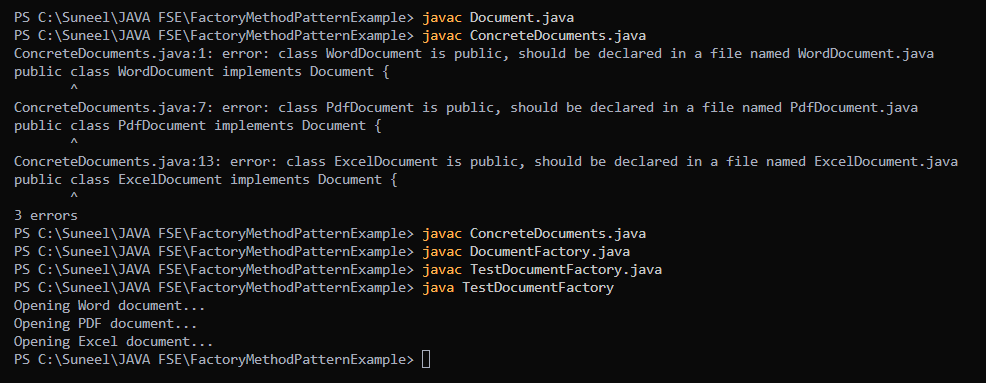 PS C:\Suneel\JAVA FSE\FactoryMethodPatternExample> javac Document.java
PS C:\Suneel\JAVA FSE\FactoryMethodPatternExample> javac ConcreteDocuments.java
ConcreteDocuments.java:1: error: class WordDocument is public, should be declared in a file named WordDocument.java
public class WordDocument implements Document {
       ^
ConcreteDocuments.java:7: error: class PdfDocument is public, should be declared in a file named PdfDocument.java
public class PdfDocument implements Document {
       ^
ConcreteDocuments.java:13: error: class ExcelDocument is public, should be declared in a file named ExcelDocument.java
public class ExcelDocument implements Document {
       ^
3 errors
PS C:\Suneel\JAVA FSE\FactoryMethodPatternExample> javac ConcreteDocuments.java
PS C:\Suneel\JAVA FSE\FactoryMethodPatternExample> javac DocumentFactory.java
PS C:\Suneel\JAVA FSE\FactoryMethodPatternExample> javac TestDocumentFactory.java
PS C:\Suneel\JAVA FSE\FactoryMethodPatternExample> java TestDocumentFactory
Opening Word document...
Opening PDF document...
Opening Excel document...
PS C:\Suneel\JAVA FSE\FactoryMethodPatternExample>